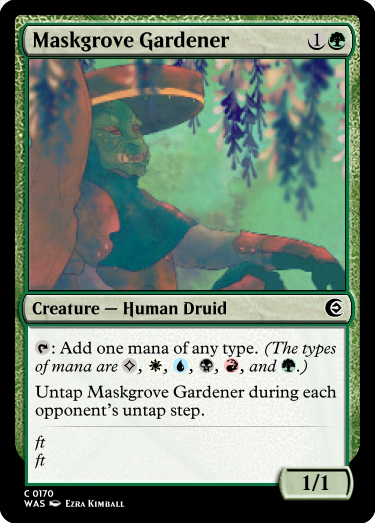 Maskgrove Gardener 1
Creature — Human Druid
: Add one mana of any type. (The types
of mana are , , , , , and .)
Untap Maskgrove Gardener during each
opponent's untap step.
ft
ft
1/1
C 0170
WAS EZRA KIMBALL